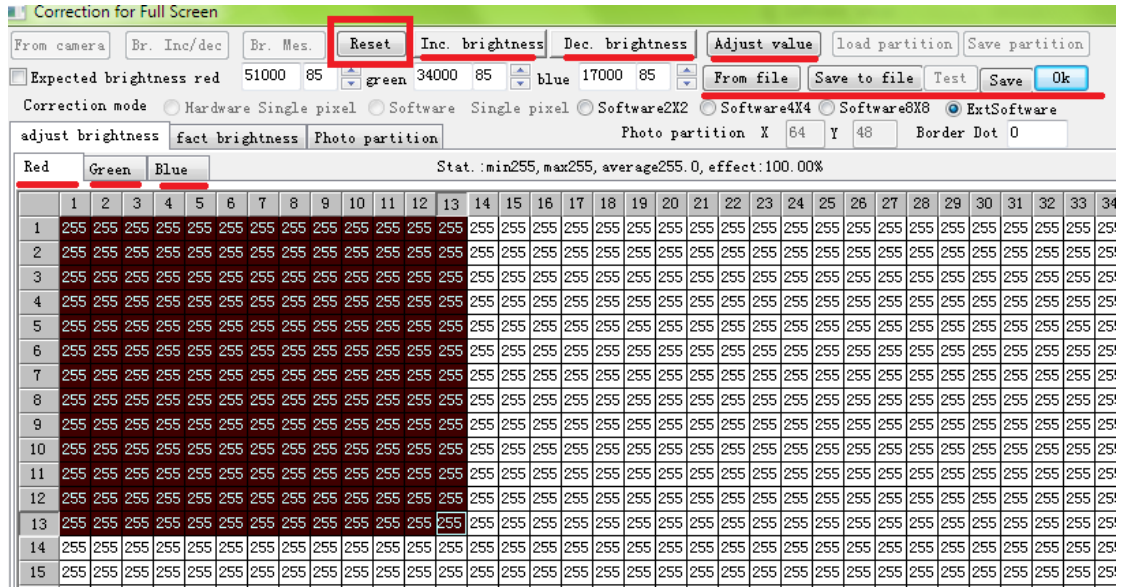 Correction for Full Screen
From camera Br. Inc/dec Br. Mes. Reset Inc. brightness Dec. brightness Adjust value load partition Save partition
Expected brightness red 51000 85 green 34000 85 blue 17000 85 From file Save to file Test Save Ok
Correction mode Hardware Single pixel Software Single pixel Software2X2 Software4X4 Software8X8 ExtSoftware
adjust brightness fact brightness Photo partition Photo partition X 64 Y 48 Border Dot 0
Red Green Blue Stat. :min255, max255, average255.0, effect:100.00%
1 2 3 4 5 6 7 8 9 10 11 12 13 14 15 16 17 18 19 20 21 22 23 24 25 26 27 28 29 30 31 32 33 34
1 255 255 255 255 255 255 255 255 255 255 255 255 255 255 255 255 255 255 255 255 255 255 255 255 255 255 255 255 255 255 255 255 255
2 255 255 255 255 255 255 255 255 255 255 255 255 255 255 255 255 255 255 255 255 255 255 255 255 255 255 255 255 255 255 255 255 255
3 255 255 255 255 255 255 255 255 255 255 255 255 255 255 255 255 255 255 255 255 255 255 255 255 255 255 255 255 255 255 255 255 255
4 255 255 255 255 255 255 255 255 255 255 255 255 255 255 255 255 255 255 255 255 255 255 255 255 255 255 255 255 255 255 255 255 255
5 255 255 255 255 255 255 255 255 255 255 255 255 255 255 255 255 255 255 255 255 255 255 255 255 255 255 255 255 255 255 255 255 255
6 255 255 255 255 255 255 255 255 255 255 255 255 255 255 255 255 255 255 255 255 255 255 255 255 255 255 255 255 255 255 255 255 255
7 255 255 255 255 255 255 255 255 255 255 255 255 255 255 255 255 255 255 255 255 255 255 255 255 255 255 255 255 255 255 255 255 255
8 255 255 255 255 255 255 255 255 255 255 255 255 255 255 255 255 255 255 255 255 255 255 255 255 255 255 255 255 255 255 255 255 255
9 255 255 255 255 255 255 255 255 255 255 255 255 255 255 255 255 255 255 255 255 255 255 255 255 255 255 255 255 255 255 255 255 255
10 255 255 255 255 255 255 255 255 255 255 255 255 255 255 255 255 255 255 255 255 255 255 255 255 255 255 255 255 255 255 255 255 255
11 255 255 255 255 255 255 255 255 255 255 255 255 255 255 255 255 255 255 255 255 255 255 255 255 255 255 255 255 255 255 255 255 255
12 255 255 255 255 255 255 255 255 255 255 255 255 255 255 255 255 255 255 255 255 255 255 255 255 255 255 255 255 255 255 255 255 255
13 255 255 255 255 255 255 255 255 255 255 255 255 255 255 255 255 255 255 255 255 255 255 255 255 255 255 255 255 255 255 255 255 255
14 255 255 255 255 255 255 255 255 255 255 255 255 255 255 255 255 255 255 255 255 255 255 255 255 255 255 255 255 255 255 255 255 255
15 255 255 255 255 255 255 255 255 255 255 255 255 255 255 255 255 255 255 255 255 255 255 255 255 255 255 255 255 255 255 255 255 255